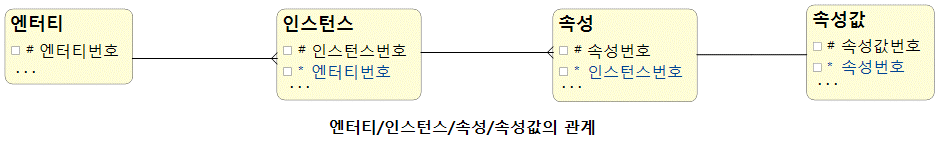 엔터티
# 엔터티번호
...
인스턴스
# 인스턴스번호
* 엔터티번호
...
속성
# 속성번호
* 인스턴스번호
...
속성값
# 속성값번호
* 속성번호
...
엔터티/인스턴스/속성/속성값의 관계